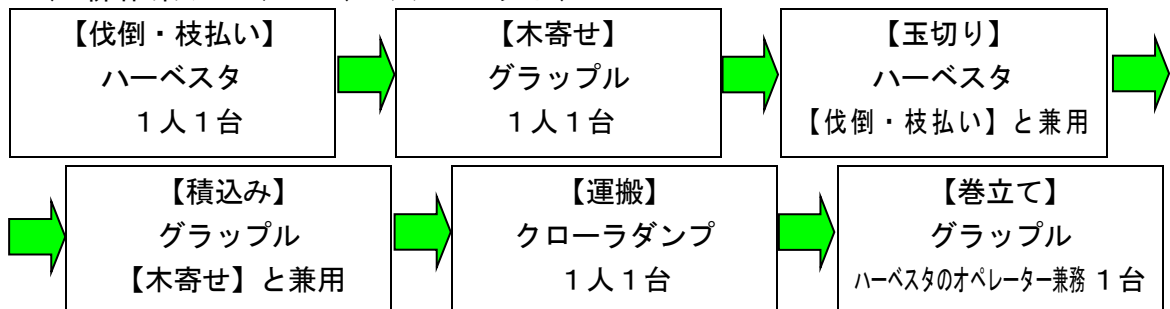 【伐倒・枝払い】
ハーベスタ
1人1台
【木寄せ】
グラップル
1人1台
【玉切り】
ハーベスタ
【伐倒・枝払い】と兼用
【積込み】
グラップル
【木寄せ】と兼用
【運搬】
クローラダンプ
1人1台
【巻立て】
グラップル
ハーベスタのオペレーター兼務 1台